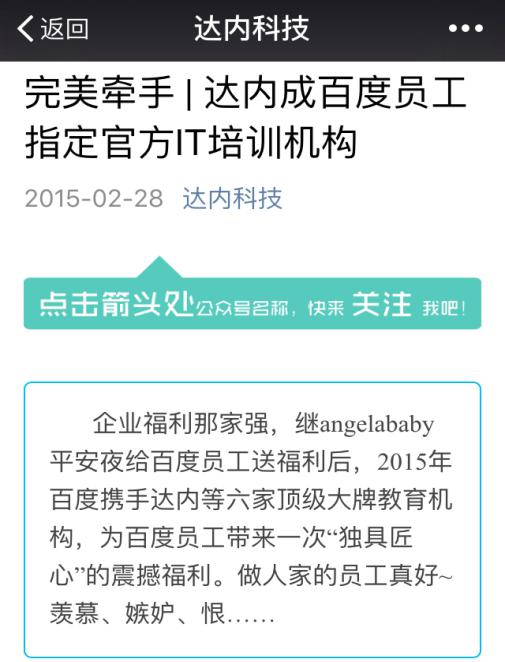 返回
达内科技
完美牵手 | 达内成百度员工
指定官方IT培训机构
2015-02-28 达内科技
点击箭头处公众号名称，快来 关注 我吧！
企业福利那家强，继angelababy
平安夜给百度员工送福利后，2015年
百度携手达内等六家顶级大牌教育机
构，为百度员工带来一次“独具匠
心”的震撼福利。做人家的员工真好~
羡慕、嫉妒、恨……